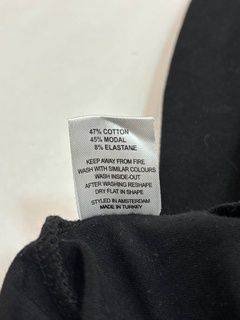 47% COTTON
45% MODAL
8% ELASTANE
KEEP AWAY FROM FIRE
WASH WITH SIMILAR COLOURS
WASH INSIDE-OUT
AFTER WASHING RESHAPE
DRY FLAT IN SHAPE
STYLED IN AMSTERDAM
MADE IN TURKEY